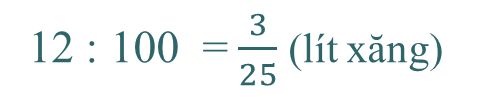 12 : 100 = 3/25 (lít xăng)